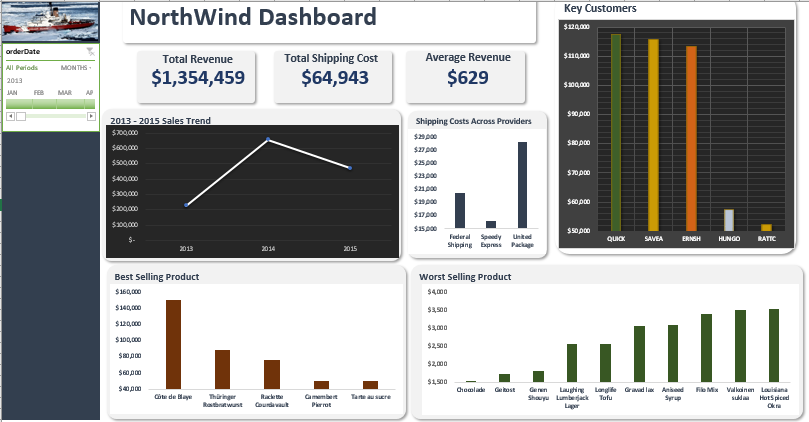 NorthWind Dashboard
orderDate
All Periods
MONTHS
2013
JAN FEB MAR AP
Total Revenue
$1,354,459
Total Shipping Cost
$64,943
Average Revenue
$629
2013 - 2015 Sales Trend
$700,000
$600,000
$500,000
$400,000
$300,000
$200,000
$100,000
$-
2013 2014 2015
Shipping Costs Across Providers
$29,000
$27,000
$25,000
$23,000
$21,000
$19,000
$17,000
$15,000
Federal Shipping
Speedy Express
United Package
Key Customers
$120,000
$110,000
$100,000
$90,000
$80,000
$70,000
$60,000
$50,000
QUICK SAVEA ERNSH HUNGO RATTC
Best Selling Product
$160,000
$140,000
$120,000
$100,000
$80,000
$60,000
$40,000
Côte de Blaye
Thüringer Rostbratwurst
Raclette Courdavault
Camembert Pierrot
Tarte au sucre
Worst Selling Product
$4,000
$3,500
$3,000
$2,500
$2,000
$1,500
Chocolade
Geitost
Genen Shouyu
Laughing Lumberjack Lager
Longlife Tofu
Gravad lax
Aniseed Syrup
Filo Mix
Valkoinen suklaa
Louisiana Hot Spiced Okra